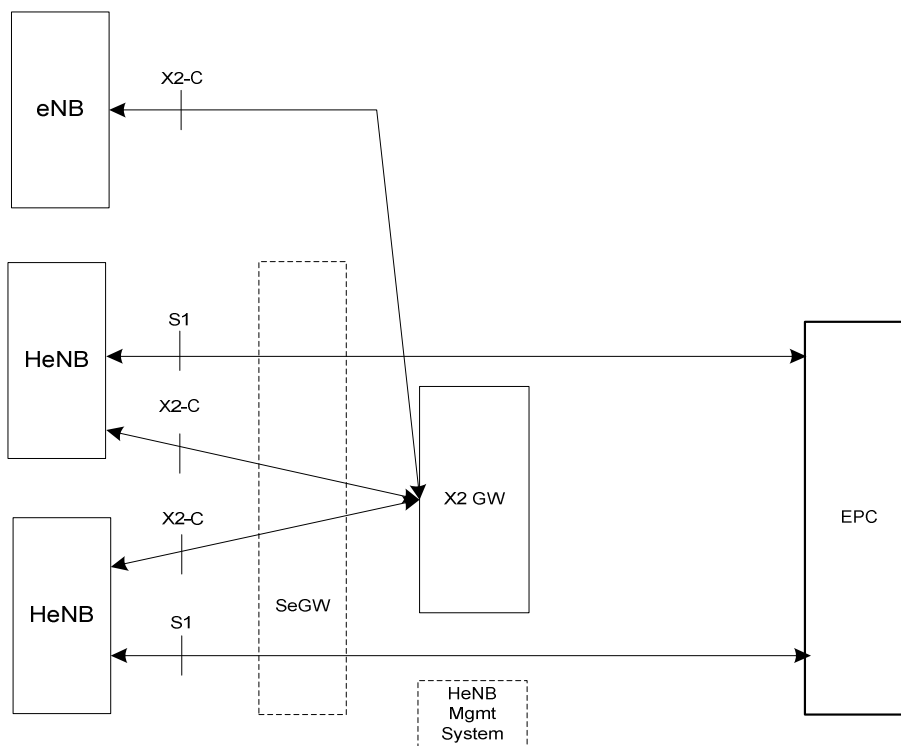 X2-C
eNB
S1
HeNB
X2-C
X2 GW
EPC
X2-C
SeGW
HeNB
S1
HeNB
Mgmt
System